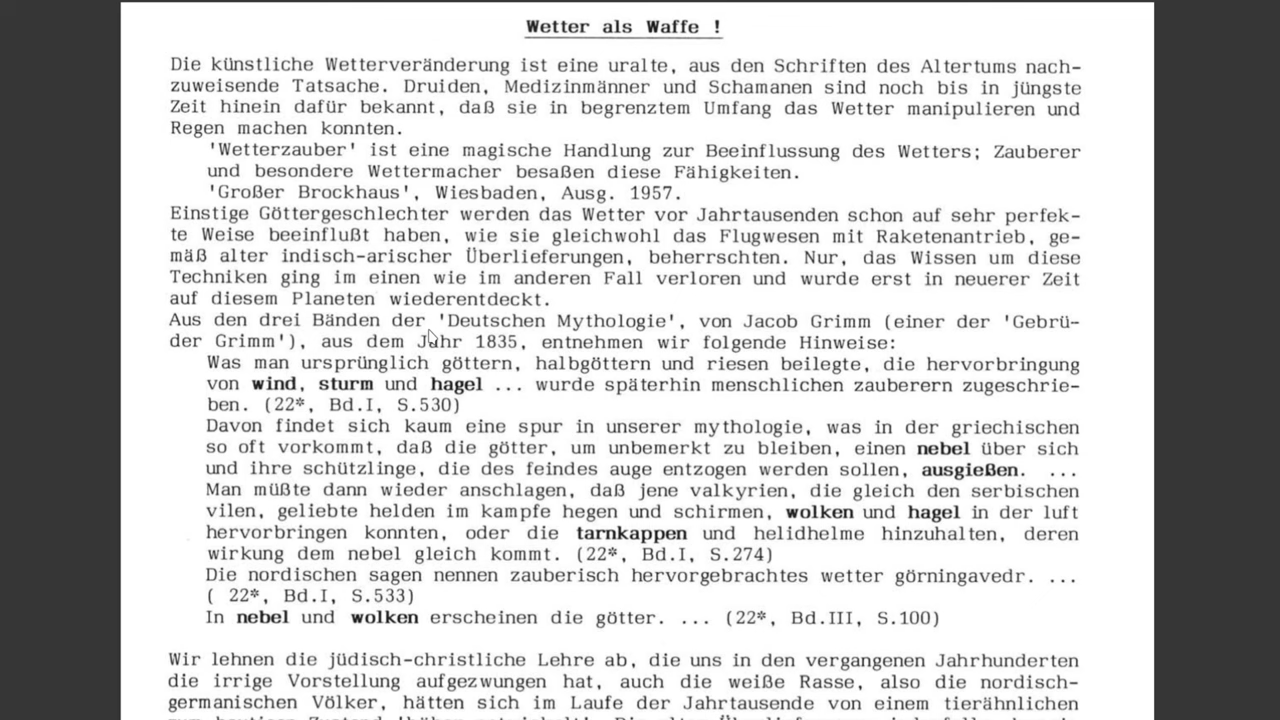 Wetter als Waffe !
Die künstliche Wetterveränderung ist eine uralte, aus den Schriften des Altertums nach-
zuweisende Tatsache. Druiden, Medizinmänner und Schamanen sind noch bis in jüngste
Zeit hinein dafür bekannt, daß sie in begrenztem Umfang das Wetter manipulieren und
Regen machen konnten.
'Wetterzauber' ist eine magische Handlung zur Beeinflussung des Wetters; Zauberer
und besondere Wettermacher besaßen diese Fähigkeiten.
'Großer Brockhaus', Wiesbaden, Ausg. 1957.
Einstige Göttergeschlechter werden das Wetter vor Jahrtausenden schon auf sehr perfek-
te Weise beeinflußt haben, wie sie gleichwohl das Flugwesen mit Raketenantrieb, ge-
mäß alter indisch-arischer Überlieferungen, beherrschten. Nur, das Wissen um diese
Techniken ging im einen wie im anderen Fall verloren und wurde erst in neuerer Zeit
auf diesem Planeten wiederentdeckt.
Aus den drei Bänden der 'Deutschen Mythologie', von Jacob Grimm (einer der 'Gebrü-
der Grimm'), aus dem Jahr 1835, entnehmen wir folgende Hinweise:
Was man ursprünglich göttern, halbgöttern und riesen beilegte, die hervorbringung
von wind, sturm und hagel ... wurde späterhin menschlichen zauberern zugeschrie-
ben. (22*, Bd.I, S.530)
Davon findet sich kaum eine spur in unserer mythologie, was in der griechischen
so oft vorkommt, daß die götter, um unbemerkt zu bleiben, einen nebel über sich
und ihre schützlinge, die des feindes auge entzogen werden sollen, ausgießen. ...
Man müßte dann wieder anschlagen, daß jene valkyrien, die gleich den serbischen
vilen, geliebte helden im kampfe hegen und schirmen, wolken und hagel in der luft
hervorbringen konnten, oder die tarnkappen und helidhelme hinzuhalten, deren
wirkung dem nebel gleich kommt. (22*, Bd.I, S.274)
Die nordischen sagen nennen zauberisch hervorgebrachtes wetter görningavedr. ...
( 22*, Bd.I, S.533)
In nebel und wolken erscheinen die götter. ... (22*, Bd.III, S.100)
Wir lehnen die jüdisch-christliche Lehre ab, die uns in den vergangenen Jahrhunderten
die irrige Vorstellung aufgezwungen hat, auch die weiße Rasse, also die nordisch-
germanischen Völker, hätten sich im Laufe der Jahrtausende von einem tierähnlichen